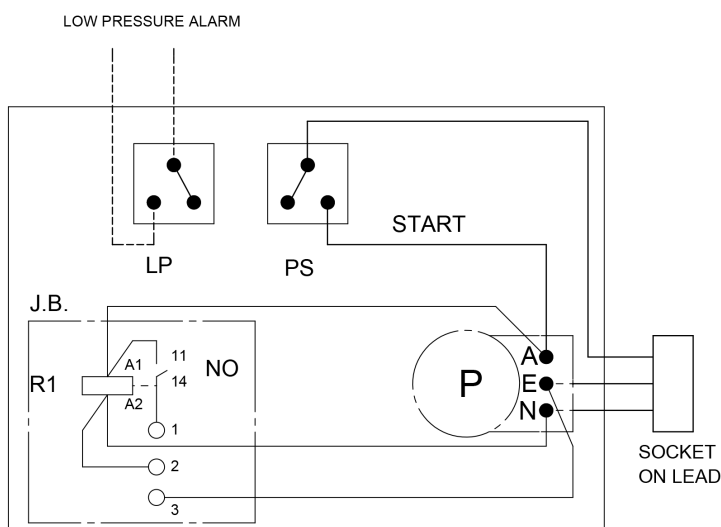 LOW PRESSURE ALARM
START
LP
PS
J.B.
R1
A1
A2
11
14
NO
1
2
3
P
A
E
N
SOCKET
ON LEAD